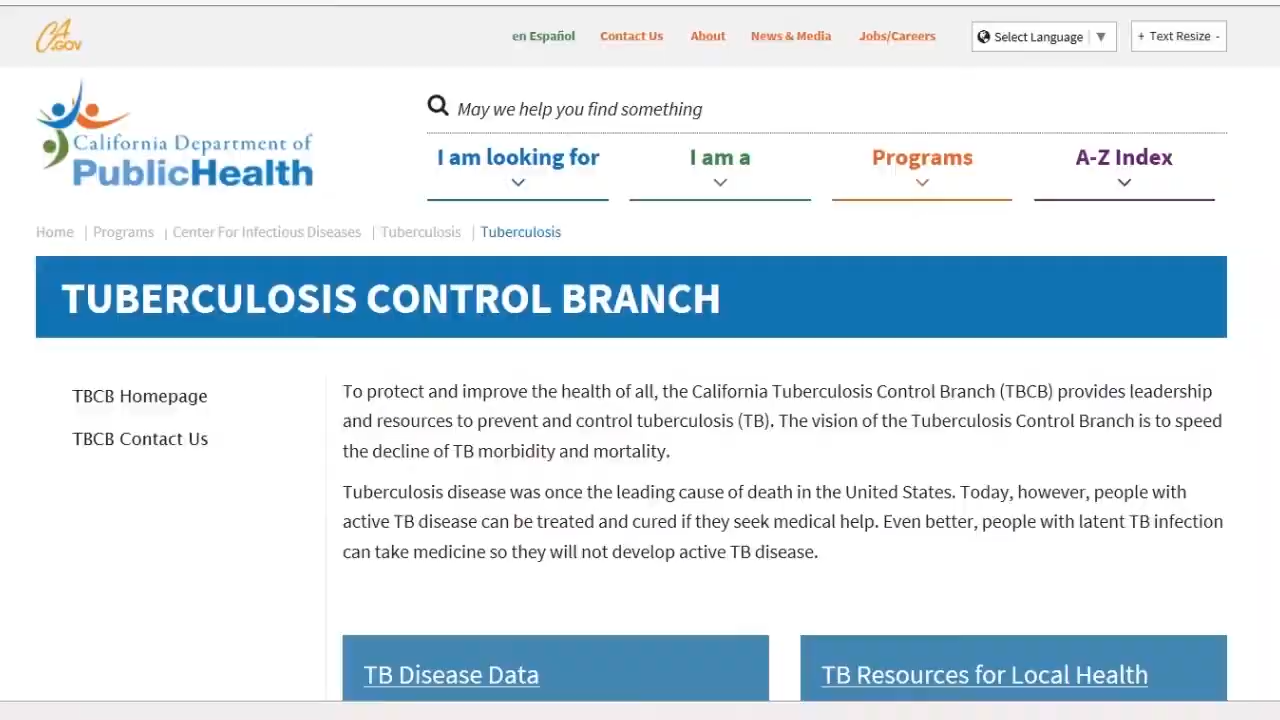 CA.GOV
en Español Contact Us About News & Media Jobs/Careers Select Language ▼ + Text Resize -
California Department of
PublicHealth
May we help you find something
I am looking for I am a Programs A-Z Index
Home | Programs | Center For Infectious Diseases | Tuberculosis | Tuberculosis
TUBERCULOSIS CONTROL BRANCH
TBCB Homepage
TBCB Contact Us
To protect and improve the health of all, the California Tuberculosis Control Branch (TBCB) provides leadership
and resources to prevent and control tuberculosis (TB). The vision of the Tuberculosis Control Branch is to speed
the decline of TB morbidity and mortality.
Tuberculosis disease was once the leading cause of death in the United States. Today, however, people with
active TB disease can be treated and cured if they seek medical help. Even better, people with latent TB infection
can take medicine so they will not develop active TB disease.
TB Disease Data
TB Resources for Local Health